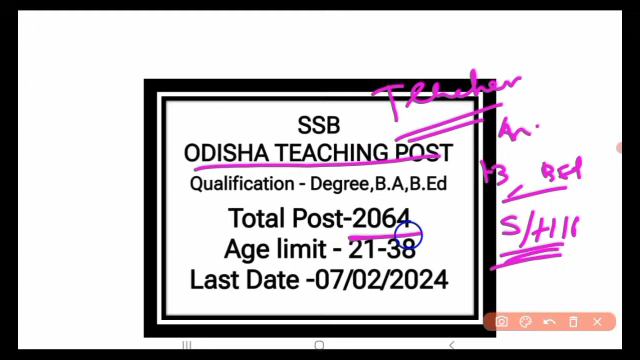 SSB
ODISHA TEACHING POST
Qualification - Degree,B.A,B.Ed
Total Post-2064
Age limit - 21-38
Last Date -07/02/2024
Teacher